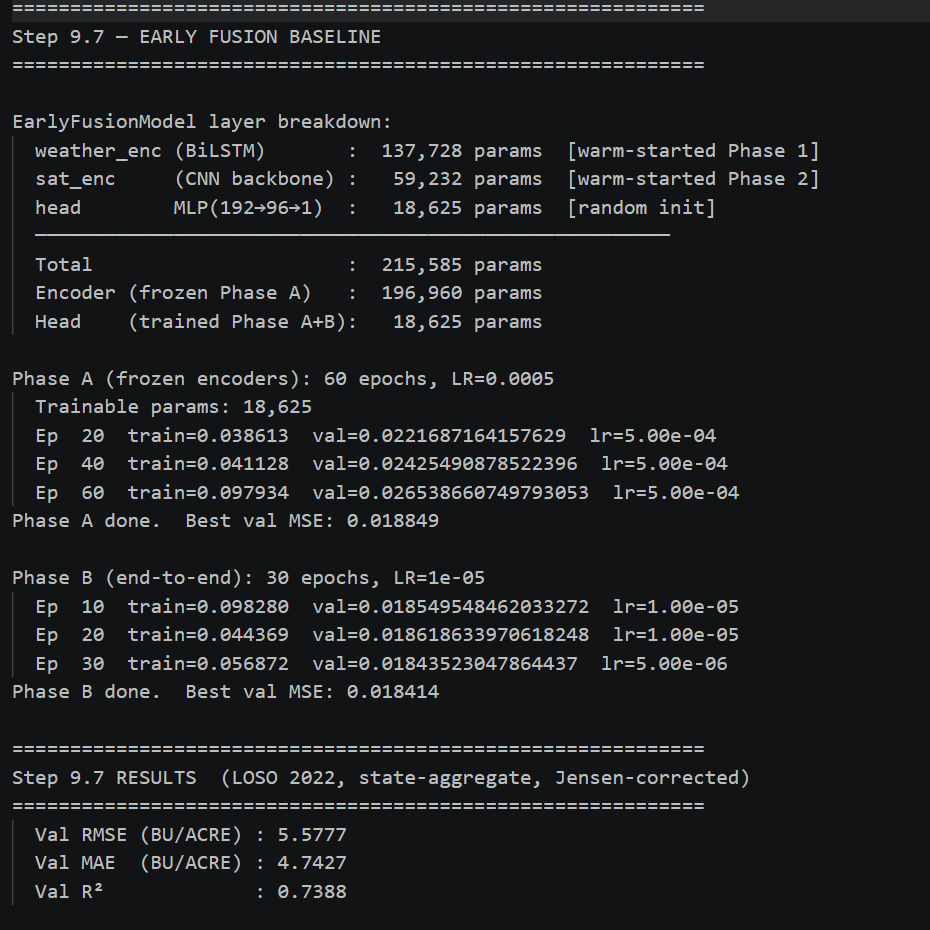 ============================================================
Step 9.7 — EARLY FUSION BASELINE
============================================================
EarlyFusionModel layer breakdown:
weather_enc (BiLSTM)       :  137,728 params  [warm-started Phase 1]
sat_enc     (CNN backbone) :   59,232 params  [warm-started Phase 2]
head        MLP(192→96→1)  :   18,625 params  [random init]
───────────────────────────────────────────────────────
Total                      :  215,585 params
Encoder (frozen Phase A)   :  196,960 params
Head    (trained Phase A+B):   18,625 params
Phase A (frozen encoders): 60 epochs, LR=0.0005
Trainable params: 18,625
Ep  20  train=0.038613  val=0.0221687164157629  lr=5.00e-04
Ep  40  train=0.041128  val=0.02425490878522396  lr=5.00e-04
Ep  60  train=0.097934  val=0.026538660749793053  lr=5.00e-04
Phase A done.  Best val MSE: 0.018849
Phase B (end-to-end): 30 epochs, LR=1e-05
Ep  10  train=0.098280  val=0.018549548462033272  lr=1.00e-05
Ep  20  train=0.044369  val=0.018618633970618248  lr=1.00e-05
Ep  30  train=0.056872  val=0.01843523047864437  lr=5.00e-06
Phase B done.  Best val MSE: 0.018414
============================================================
Step 9.7 RESULTS  (LOSO 2022, state-aggregate, Jensen-corrected)
============================================================
Val RMSE (BU/ACRE) : 5.5777
Val MAE  (BU/ACRE) : 4.7427
Val R²             : 0.7388